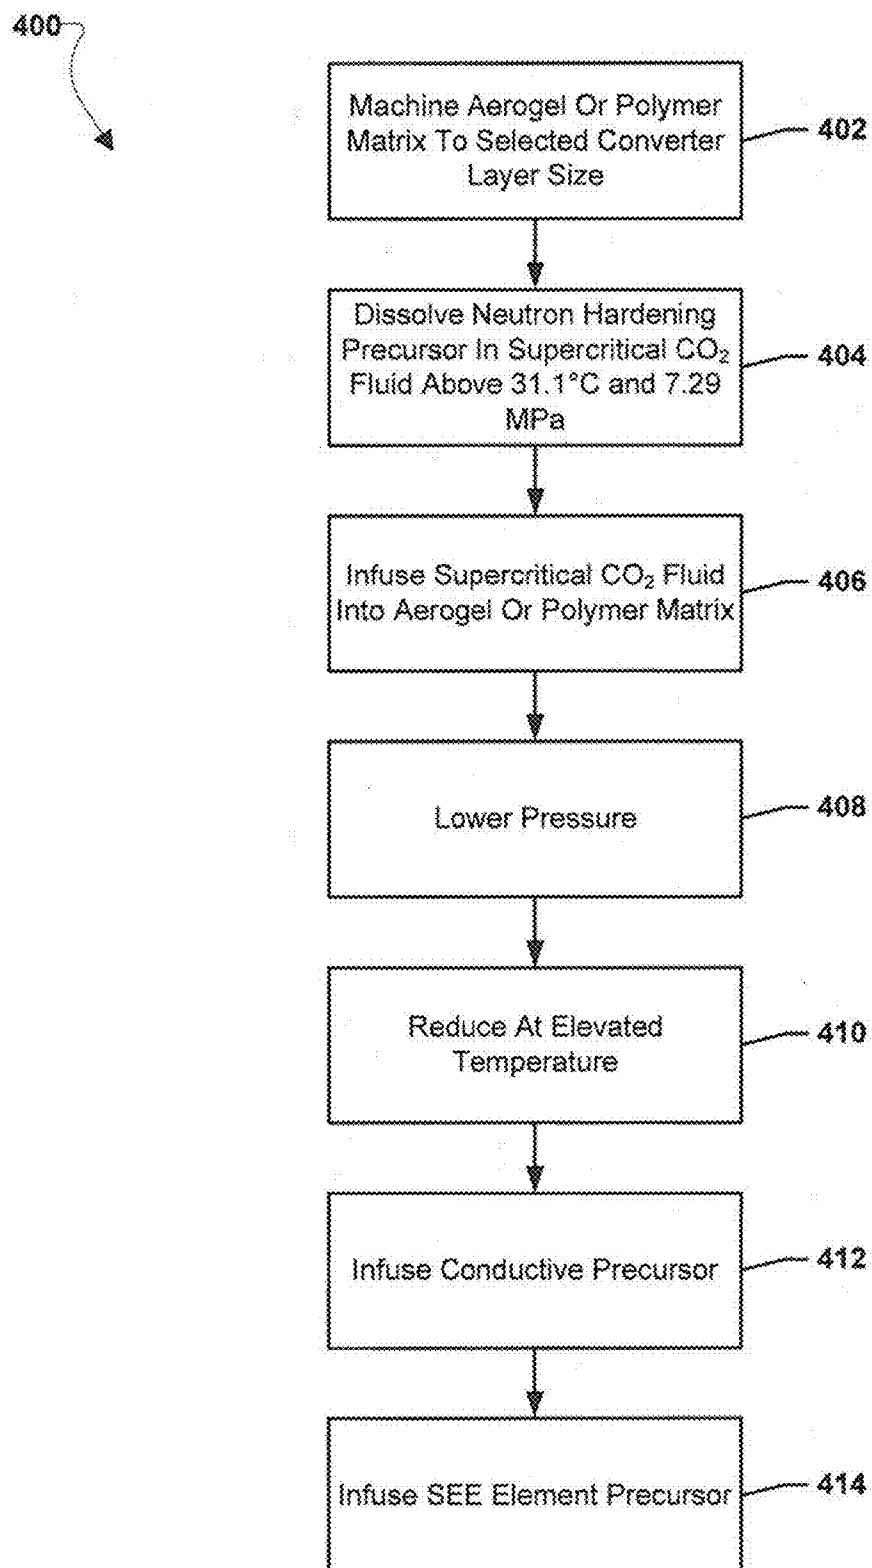 400
Machine Aerogel Or Polymer
Matrix To Selected Converter
Layer Size
402
Dissolve Neutron Hardening
Precursor In Supercritical CO₂
Fluid Above 31.1°C and 7.29
MPa
404
Infuse Supercritical CO₂ Fluid
Into Aerogel Or Polymer Matrix
406
Lower Pressure
408
Reduce At Elevated
Temperature
410
Infuse Conductive Precursor
412
Infuse SEE Element Precursor
414